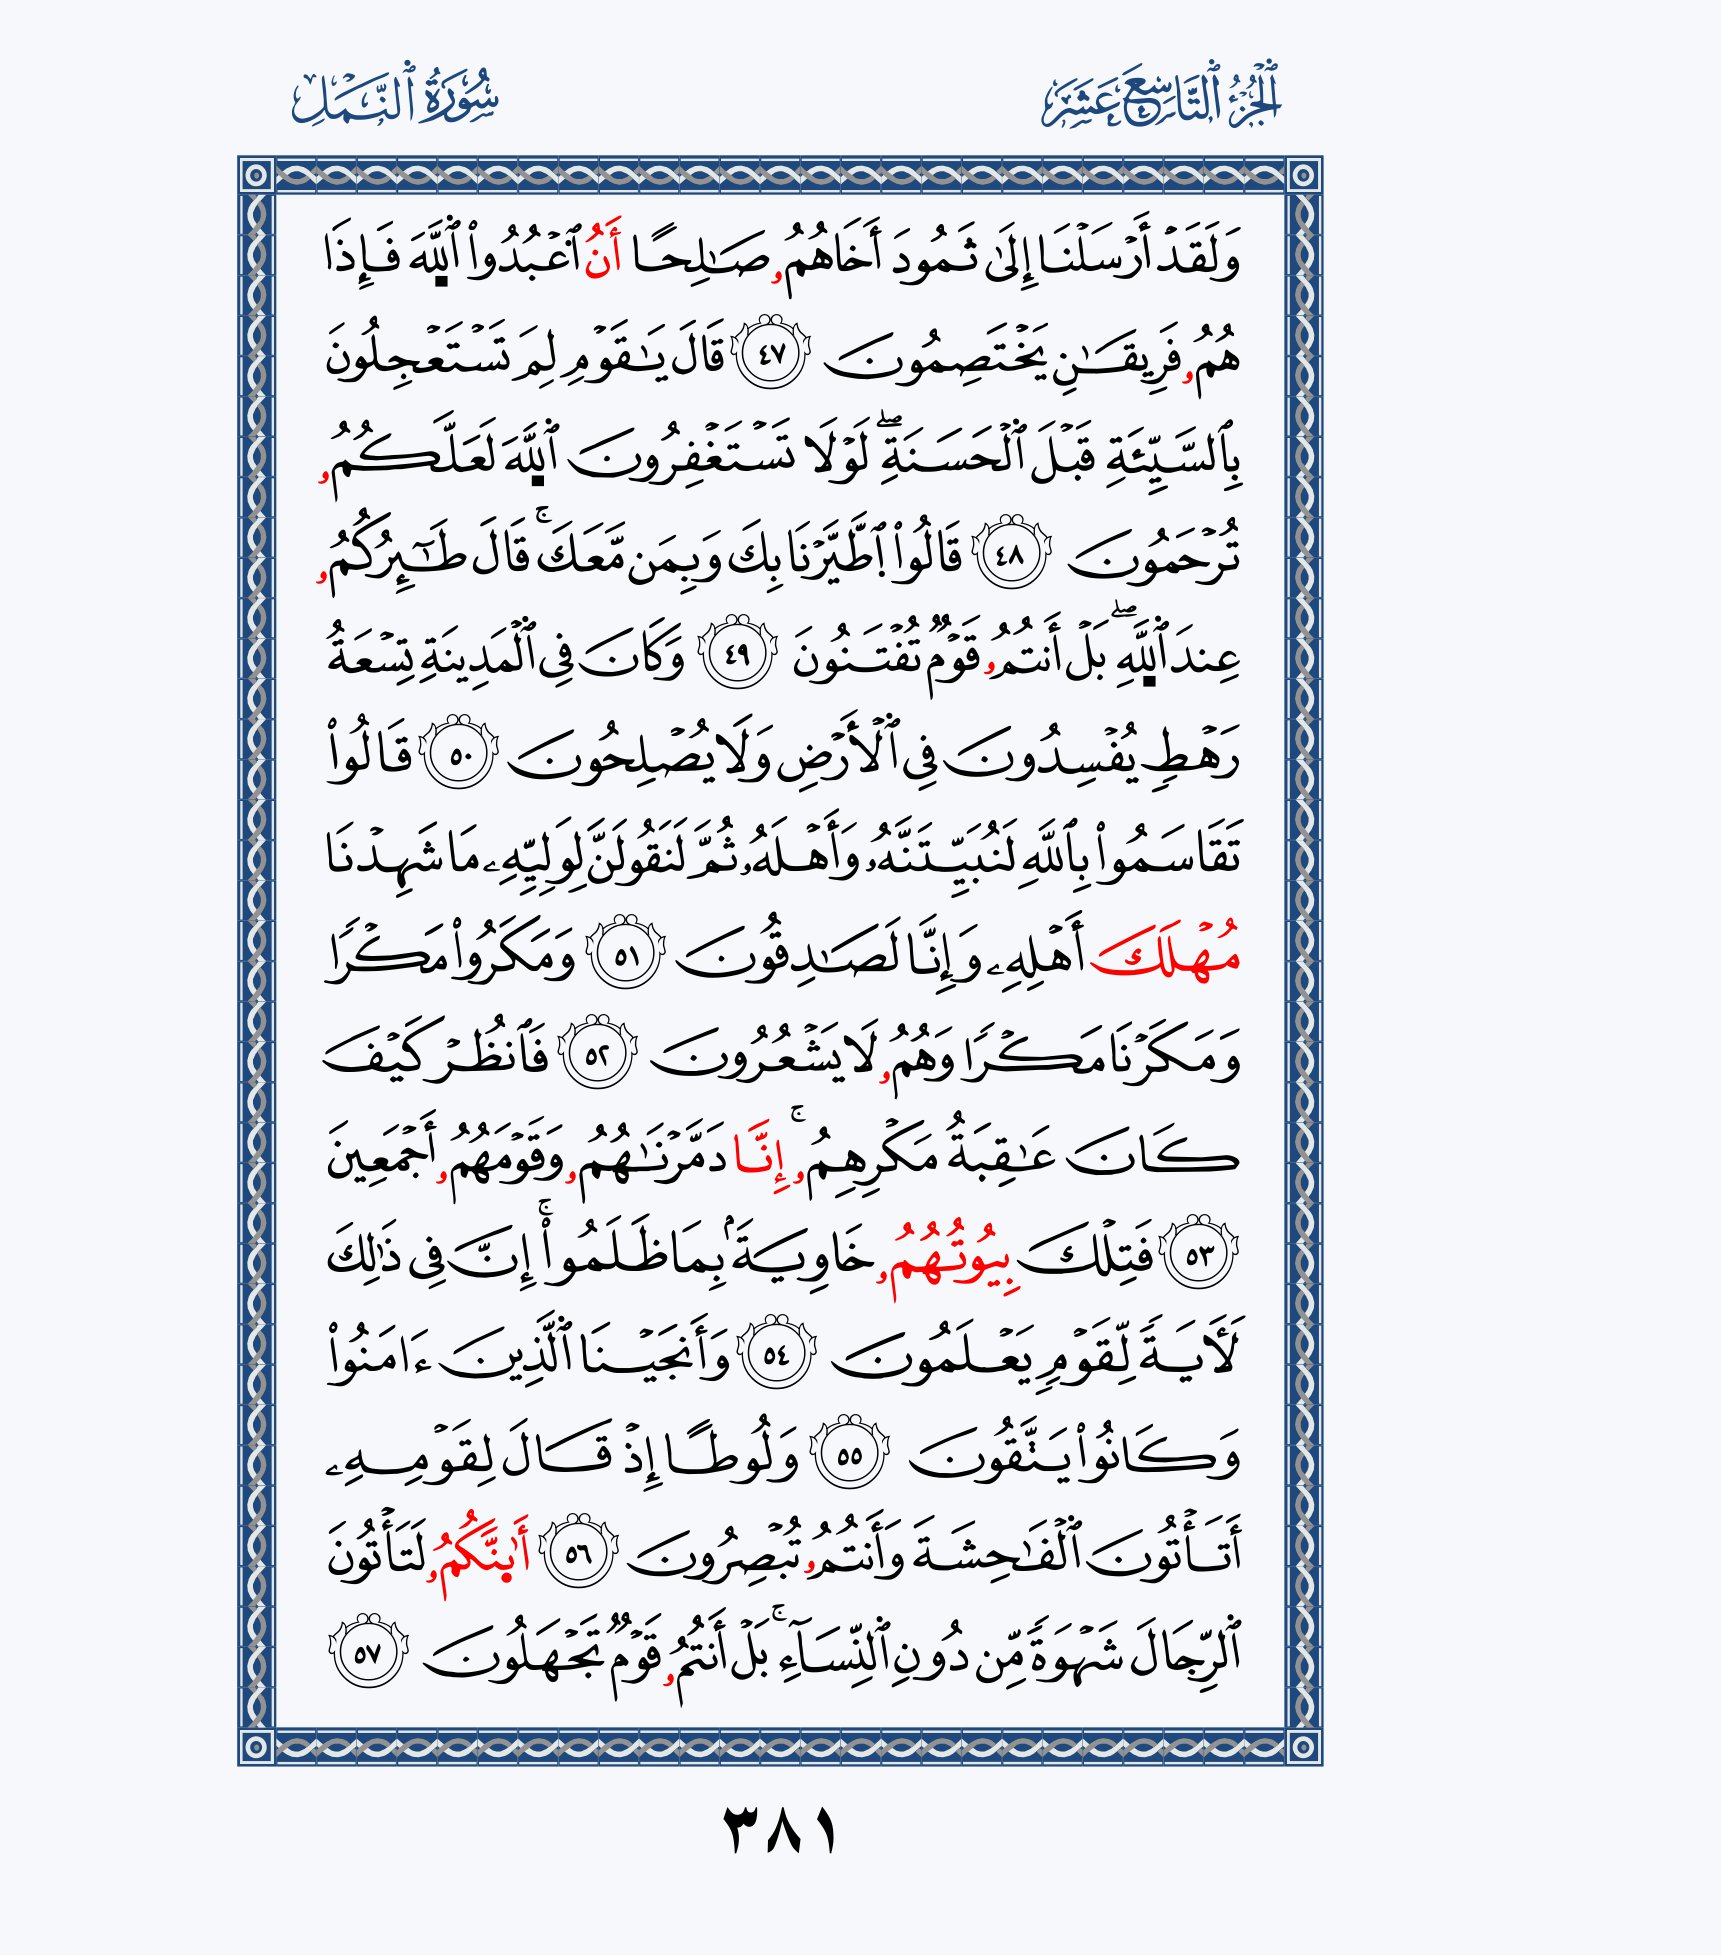 ٱلْجُزْءُ ٱلتَّاسِعَ عَشَرَ
سُورَةُ ٱلنَّمۡلِ
وَلَقَدۡ أَرۡسَلۡنَا إِلَىٰ ثَمُودَ أَخَاهُمُۥ صَٰلِحًا أَنُ ٱعۡبُدُواْ ٱللَّهَ فَإِذَا
هُمُۥ فَرِيقَٰنِ يَخۡتَصِمُونَ ٤٧ قَالَ يَٰقَوۡمِ لِمَ تَسۡتَعۡجِلُونَ
بِٱلسَّيِّئَةِ قَبۡلَ ٱلۡحَسَنَةِۖ لَوۡلَا تَسۡتَغۡفِرُونَ ٱللَّهَ لَعَلَّكُمُۥ
تُرۡحَمُونَ ٤٨ قَالُواْ ٱطَّيَّرۡنَا بِكَ وَبِمَن مَّعَكَۚ قَالَ طَٰٓئِرُكُمُۥ
عِندَ ٱللَّهِۖ بَلۡ أَنتُمُۥ قَوۡمٞ تُفۡتَنُونَ ٤٩ وَكَانَ فِي ٱلۡمَدِينَةِ تِسۡعَةُ
رَهۡطٖ يُفۡسِدُونَ فِي ٱلۡأَرۡضِ وَلَا يُصۡلِحُونَ ٥٠ قَالُواْ
تَقَاسَمُواْ بِٱللَّهِ لَنُبَيِّتَنَّهُۥ وَأَهۡلَهُۥ ثُمَّ لَنَقُولَنَّ لِوَلِيِّهِۦ مَا شَهِدۡنَا
مُهۡلَكَ أَهۡلِهِۦ وَإِنَّا لَصَٰدِقُونَ ٥١ وَمَكَرُواْ مَكۡرٗا
وَمَكَرۡنَا مَكۡرٗا وَهُمُۥ لَا يَشۡعُرُونَ ٥٢ فَٱنظُرۡ كَيۡفَ
كَانَ عَٰقِبَةُ مَكۡرِهِمُۥۚ إِنَّا دَمَّرۡنَٰهُمُۥ وَقَوۡمَهُمُۥ أَجۡمَعِينَ
٥٣ فَتِلۡكَ بِيُوتُهُمُۥ خَاوِيَةَۢ بِمَا ظَلَمُواْۚ إِنَّ فِي ذَٰلِكَ
لَأٓيَةٗ لِّقَوۡمٖ يَعۡلَمُونَ ٥٤ وَأَنجَيۡنَا ٱلَّذِينَ ءَامَنُواْ
وَكَانُواْ يَتَّقُونَ ٥٥ وَلُوطًا إِذۡ قَالَ لِقَوۡمِهِۦ
أَتَأۡتُونَ ٱلۡفَٰحِشَةَ وَأَنتُمُۥ تُبۡصِرُونَ ٥٦ أَٰى۪نَّكُمُۥ لَتَأۡتُونَ
ٱلرِّجَالَ شَهۡوَةٗ مِّن دُونِ ٱلنِّسَآءِۚ بَلۡ أَنتُمُۥ قَوۡمٞ تَجۡهَلُونَ ٥٧
٣٨١